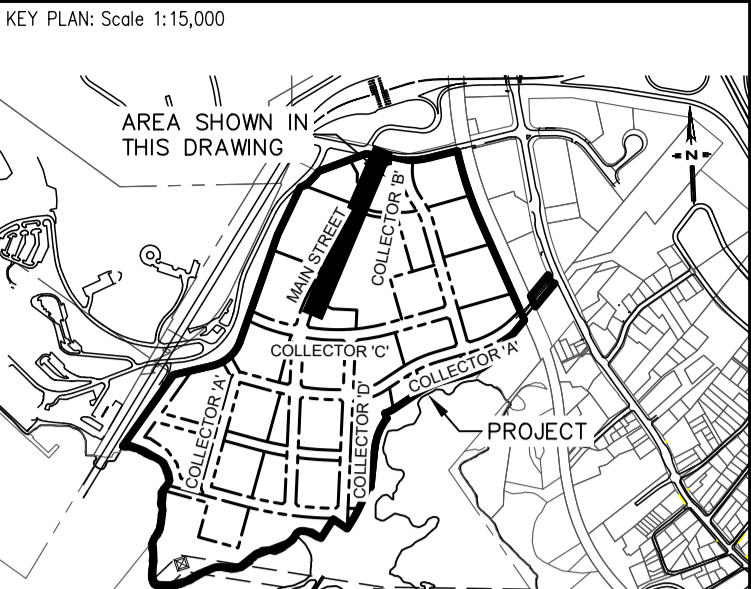 KEY PLAN: Scale 1:15,000
AREA SHOWN IN
THIS DRAWING
N
MAIN STREET
COLLECTOR 'B'
COLLECTOR 'C'
COLLECTOR 'A'
COLLECTOR 'A'
COLLECTOR 'D'
PROJECT